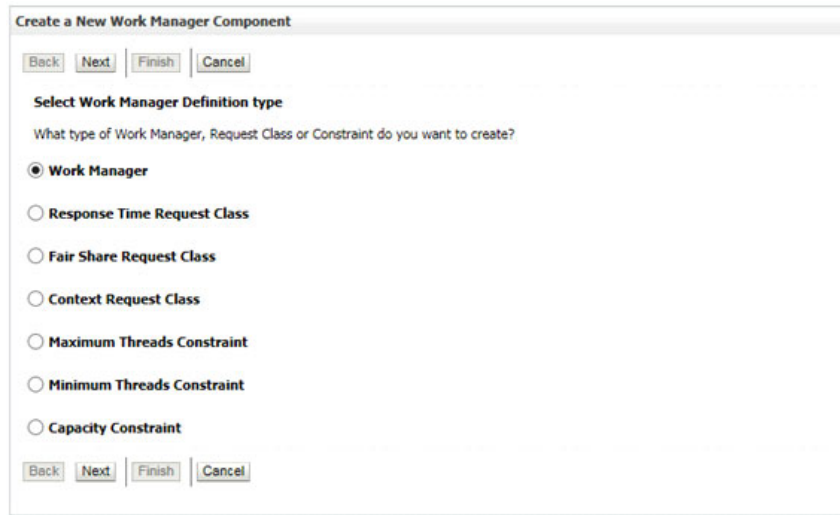 Create a New Work Manager Component
Back Next Finish Cancel
Select Work Manager Definition type
What type of Work Manager, Request Class or Constraint do you want to create?
Work Manager
Response Time Request Class
Fair Share Request Class
Context Request Class
Maximum Threads Constraint
Minimum Threads Constraint
Capacity Constraint
Back Next Finish Cancel